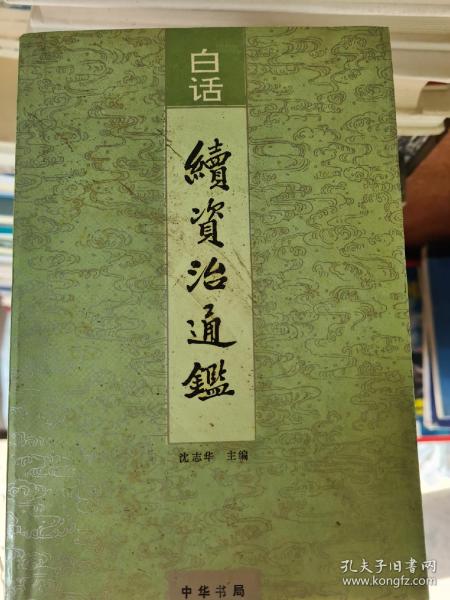 白话
續資治通鑑
沈志华 主编
中华书局
孔夫子旧书网
www.kongfz.com